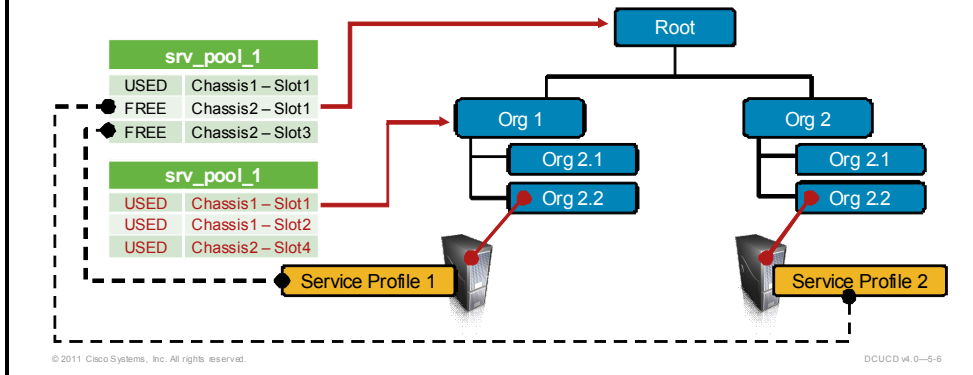 Root
srv_pool_1
USED Chassis1 – Slot1
FREE Chassis2 – Slot1
FREE Chassis2 – Slot3
Org 1
Org 2
Org 2.1
Org 2.1
srv_pool_1
USED Chassis1 – Slot1
USED Chassis1 – Slot2
USED Chassis2 – Slot4
Org 2.2
Org 2.2
Service Profile 1
Service Profile 2
© 2011 Cisco Systems, Inc. All rights reserved.
DCUCD v4.0—5-6